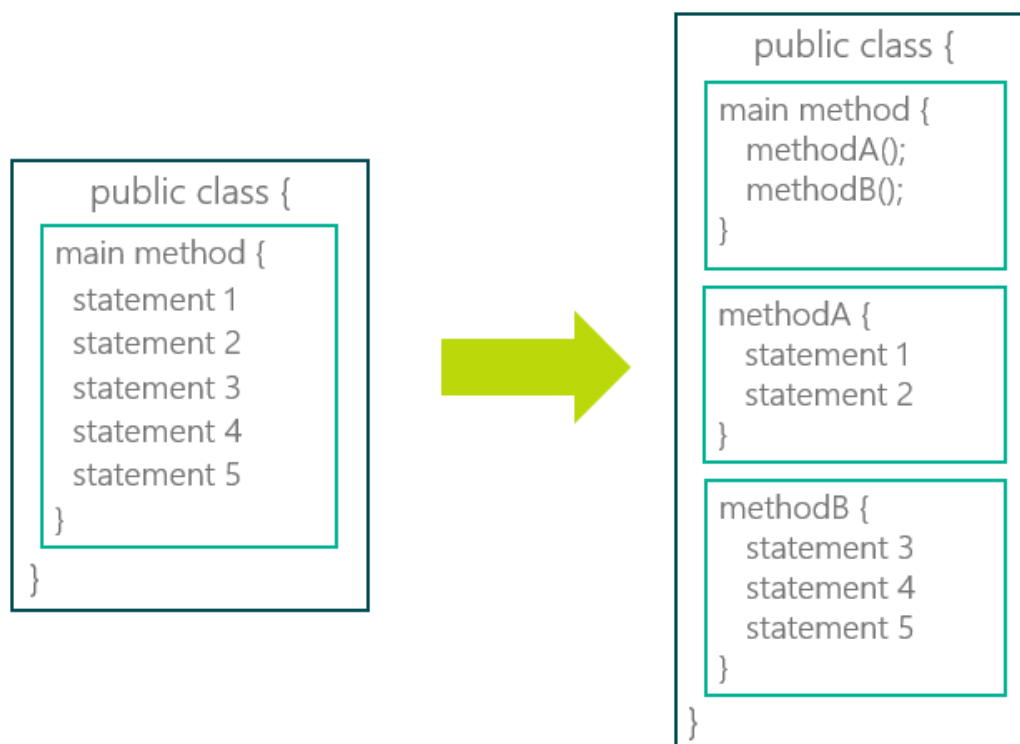 public class {
main method {
statement 1
statement 2
statement 3
statement 4
statement 5
}
}
public class {
main method {
methodA();
methodB();
}
methodA {
statement 1
statement 2
}
methodB {
statement 3
statement 4
statement 5
}
}